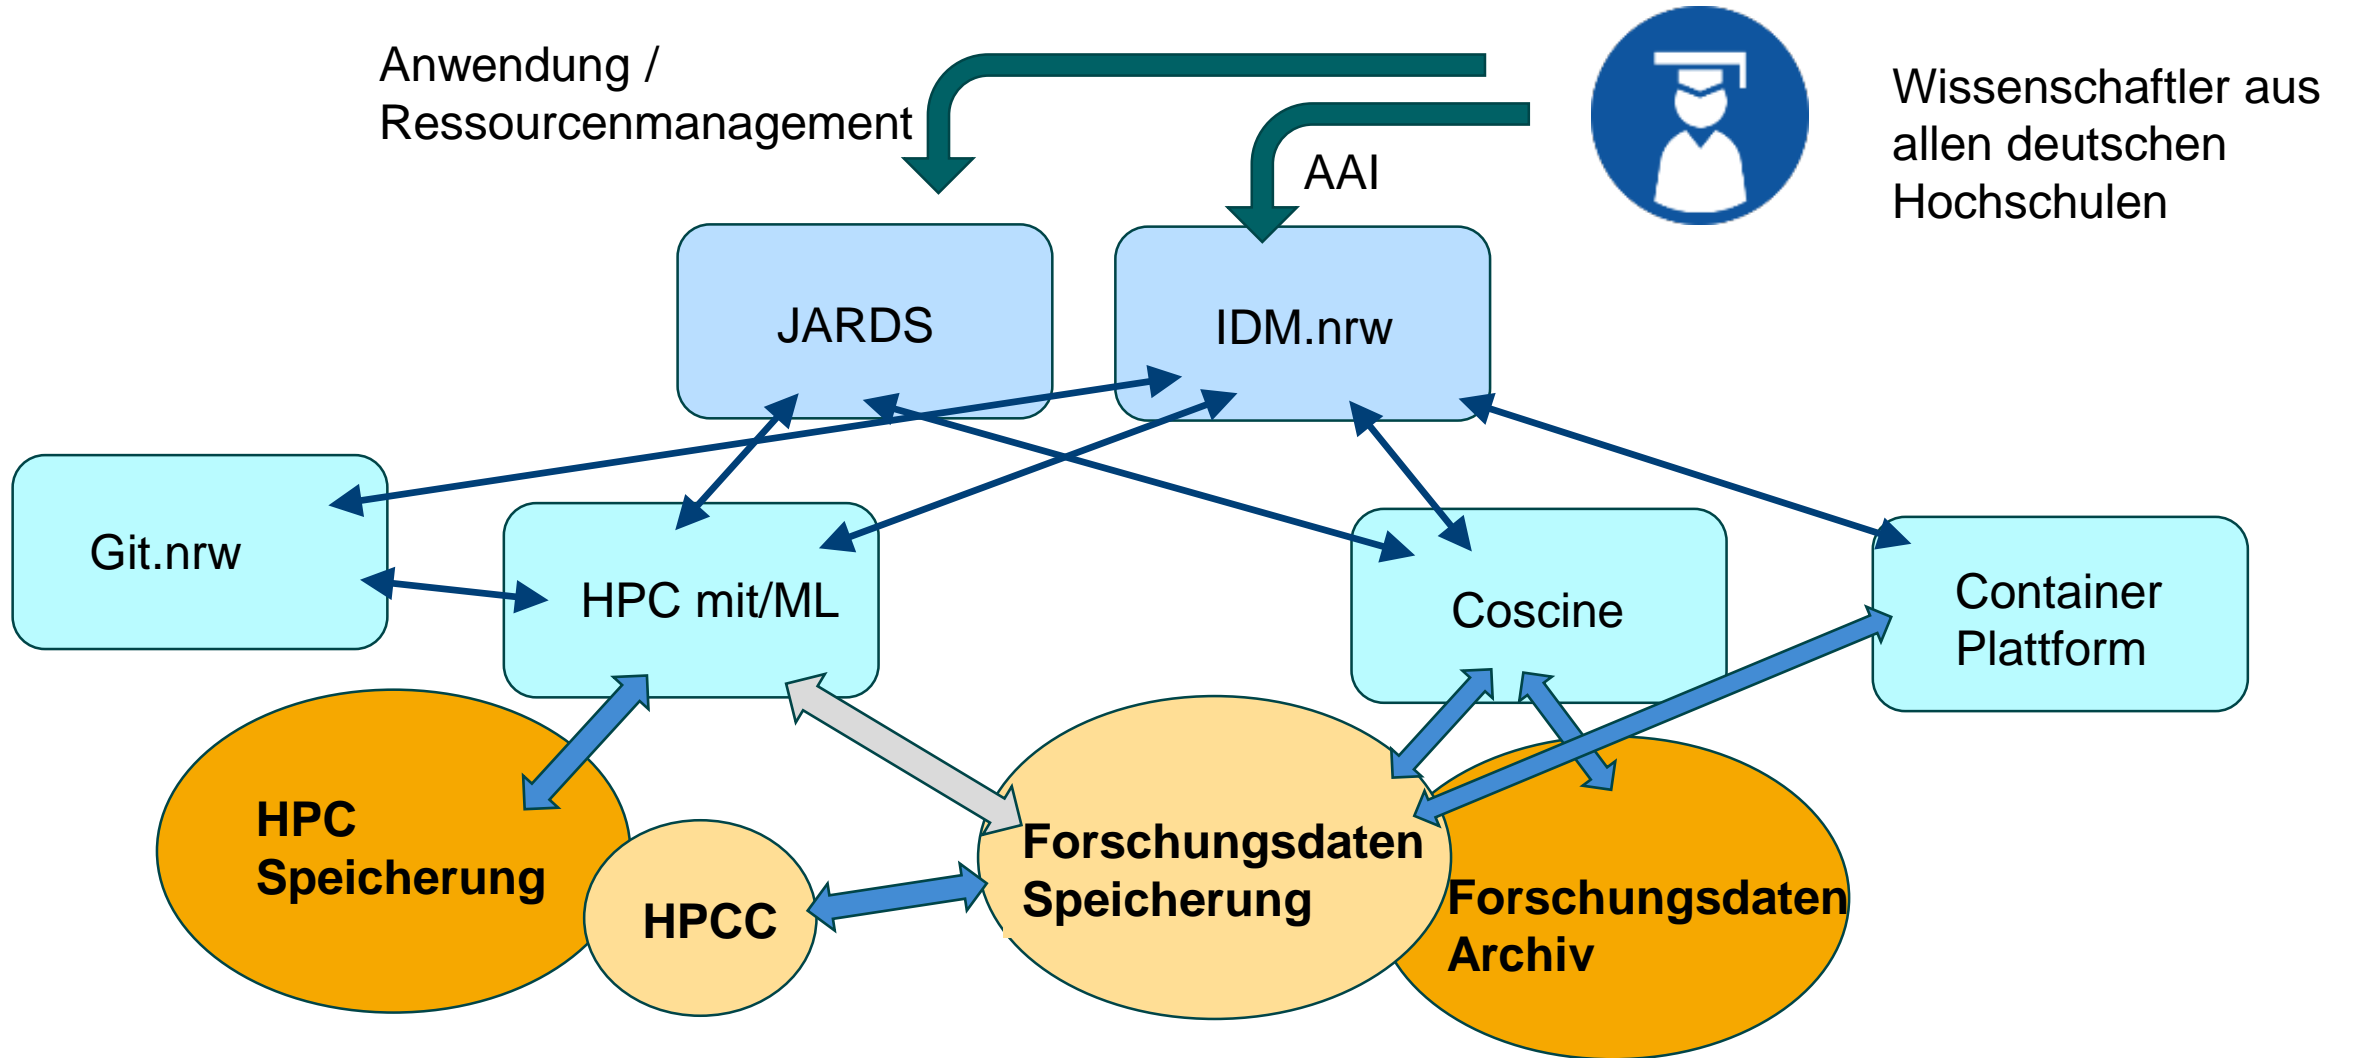 Anwendung /
Ressourcenmanagement
AAI
Wissenschaftler aus
allen deutschen
Hochschulen
JARDS
IDM.nrw
Git.nrw
HPC mit/ML
Coscine
Container
Plattform
HPC
Speicherung
HPCC
Forschungsdaten
Speicherung
Forschungsdaten
Archiv